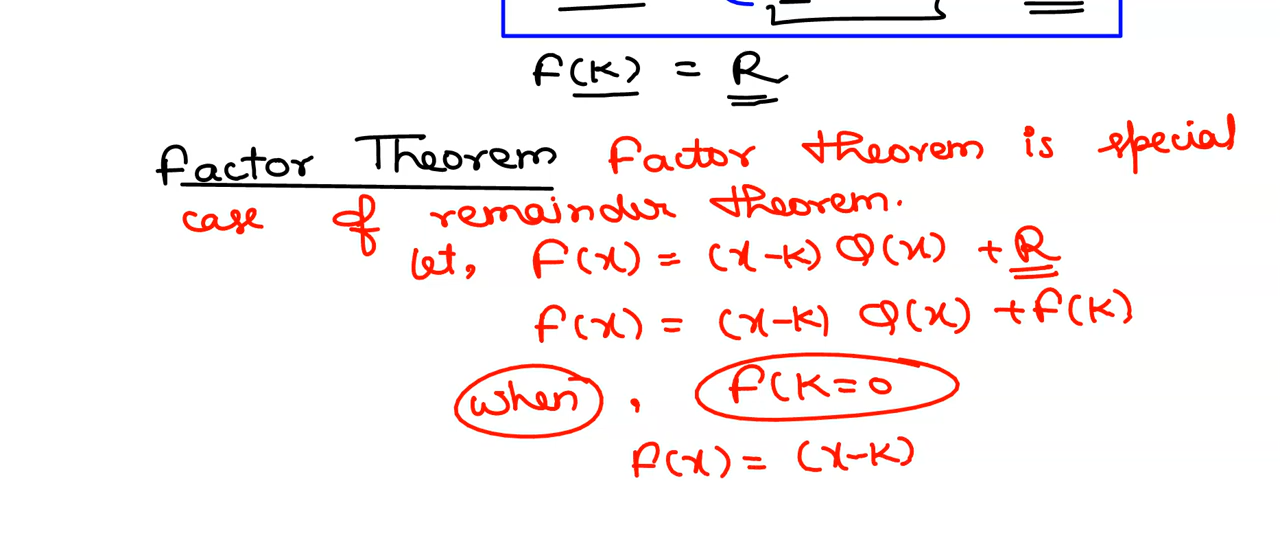 f(K) = R
factor Theorem Factor theorem is special
case of remainder theorem.
let, f(x) = (x-K) Q(x) + R
f(x) = (x-K) Q(x) + f(K)
when , f(K=0
f(x) = (x-K)